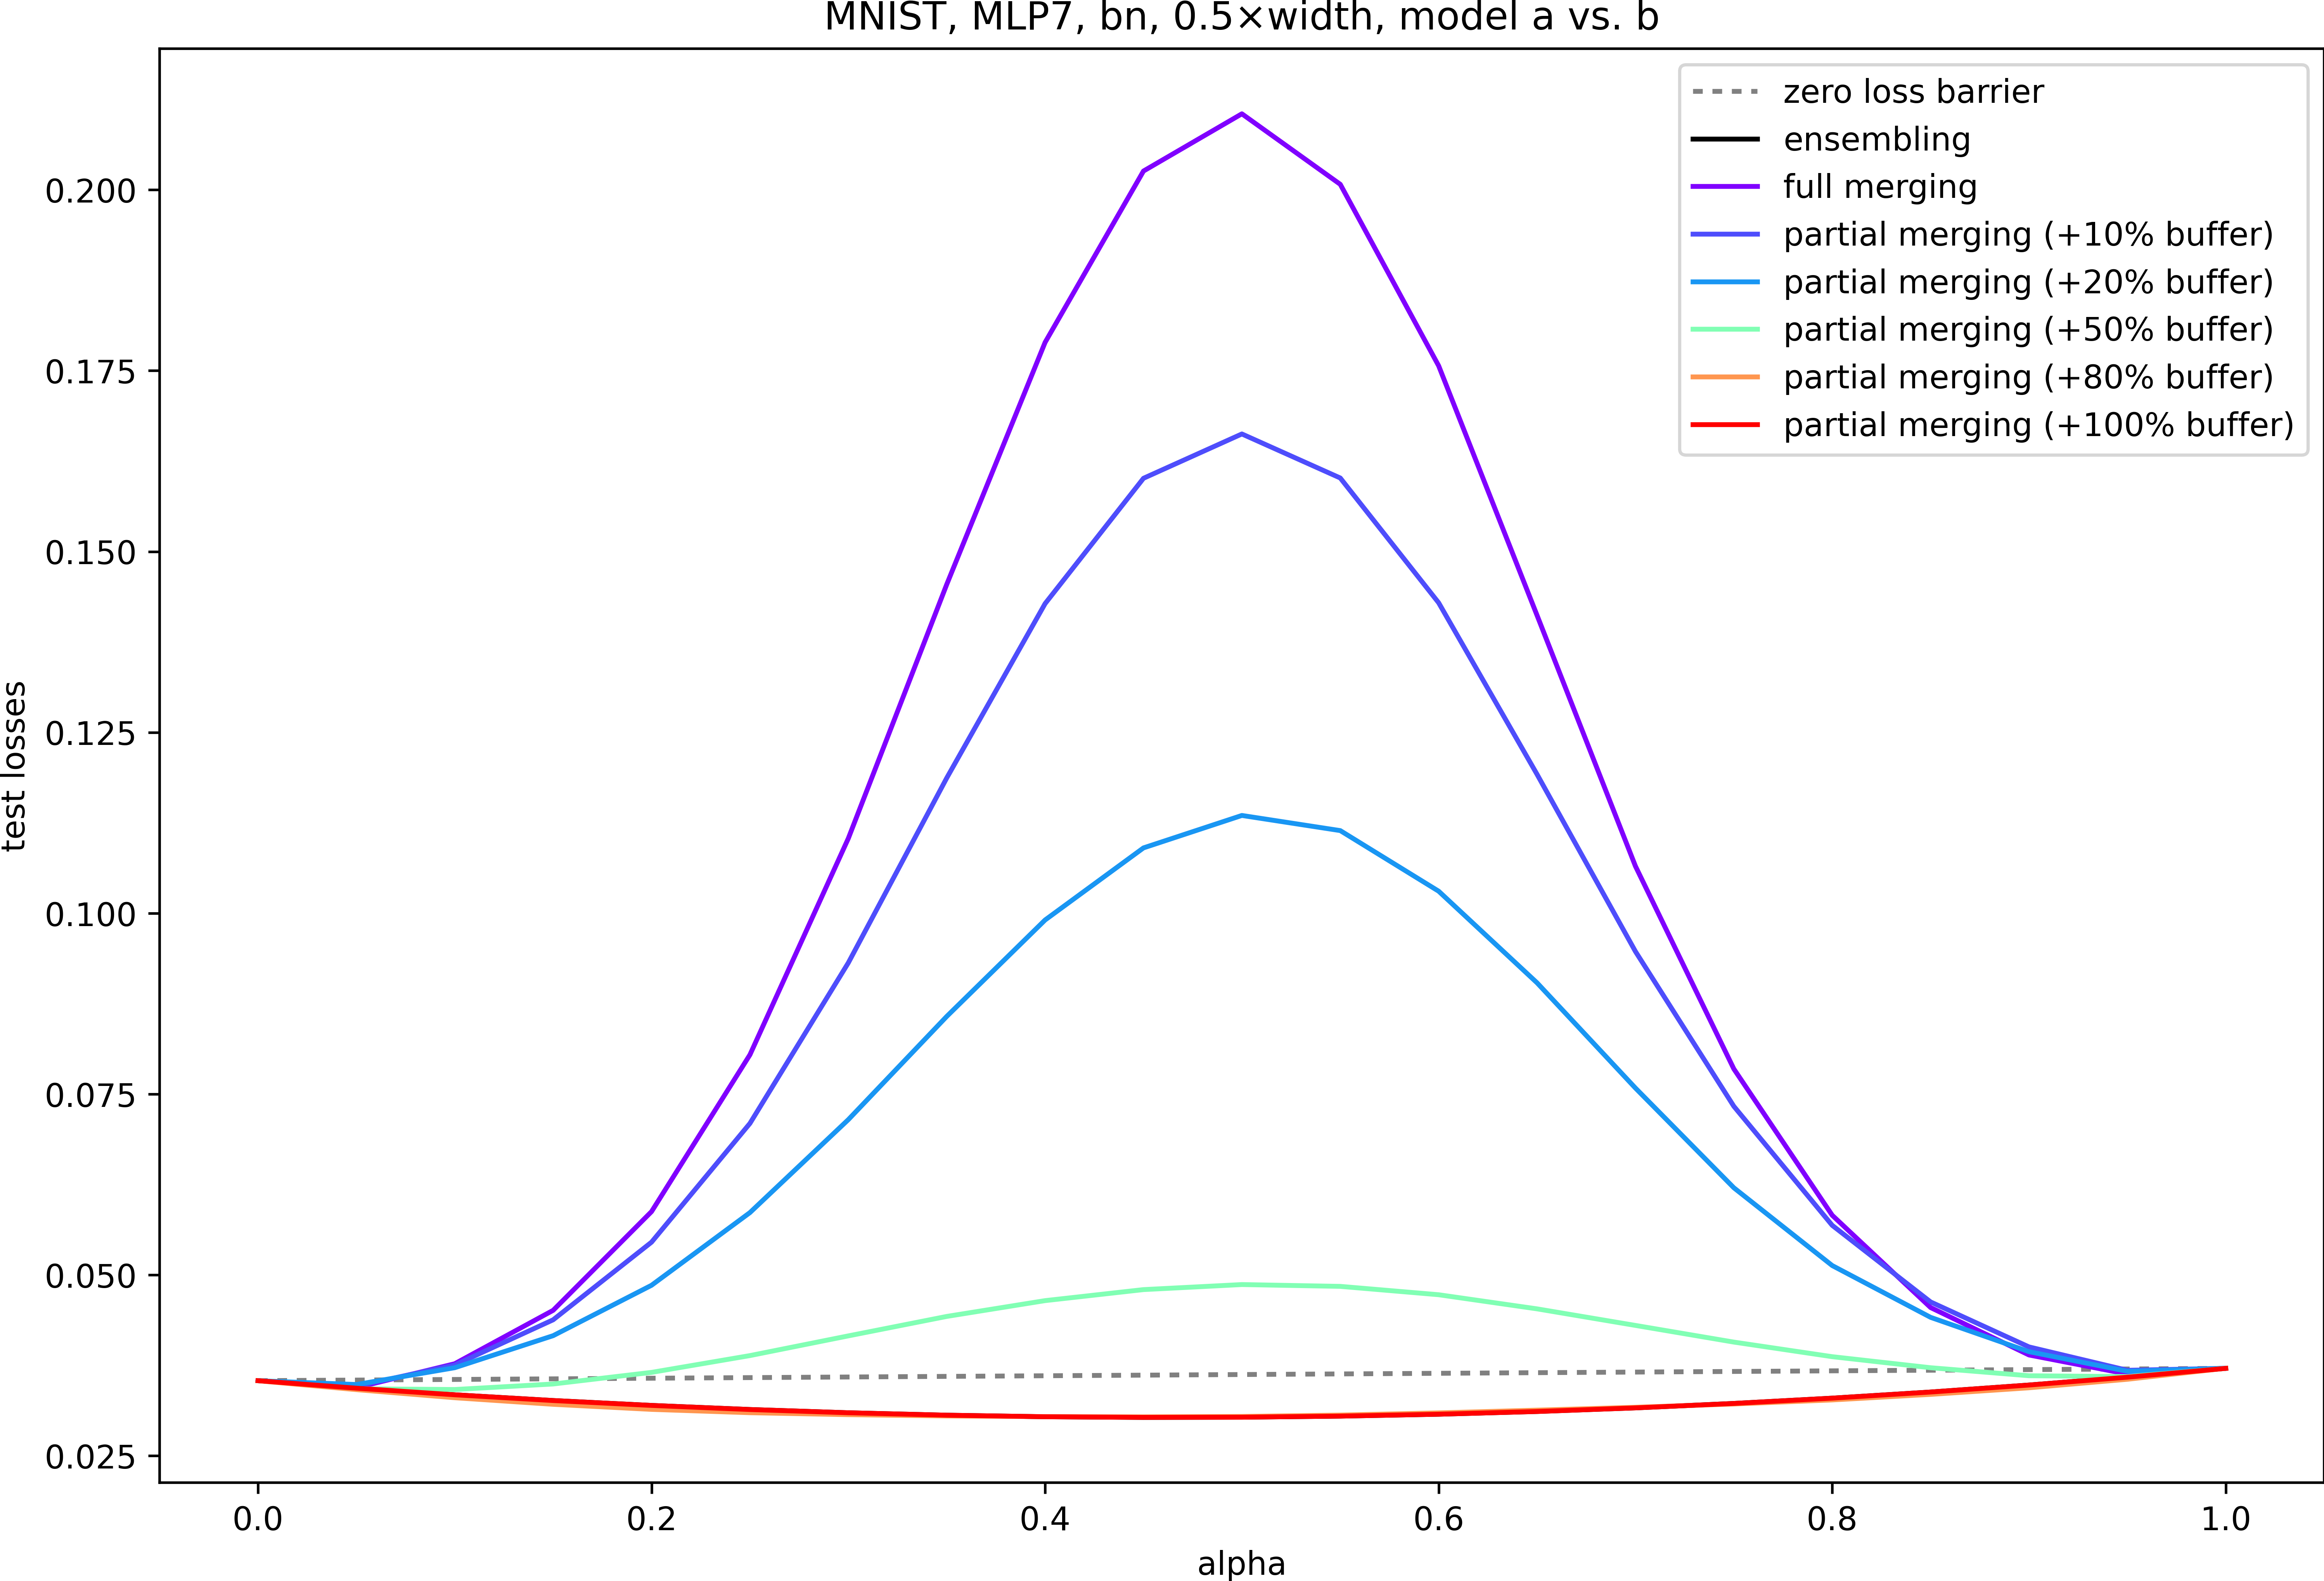 MNIST, MLP7, bn, 0.5×width, model a vs. b
zero loss barrier
ensembling
full merging
partial merging (+10% buffer)
partial merging (+20% buffer)
partial merging (+50% buffer)
partial merging (+80% buffer)
partial merging (+100% buffer)
0.200
0.175
0.150
0.125
0.100
0.075
0.050
0.025
test losses
0.0 0.2 0.4 0.6 0.8 1.0
alpha